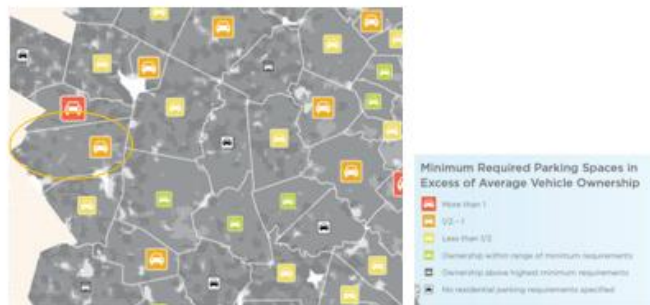 Minimum Required Parking Spaces in
Excess of Average Vehicle Ownership
More than 1
1/2 - 1
Less than 1/2
Ownership within range of minimum requirements
Ownership above highest minimum requirements
No residential parking requirements specified